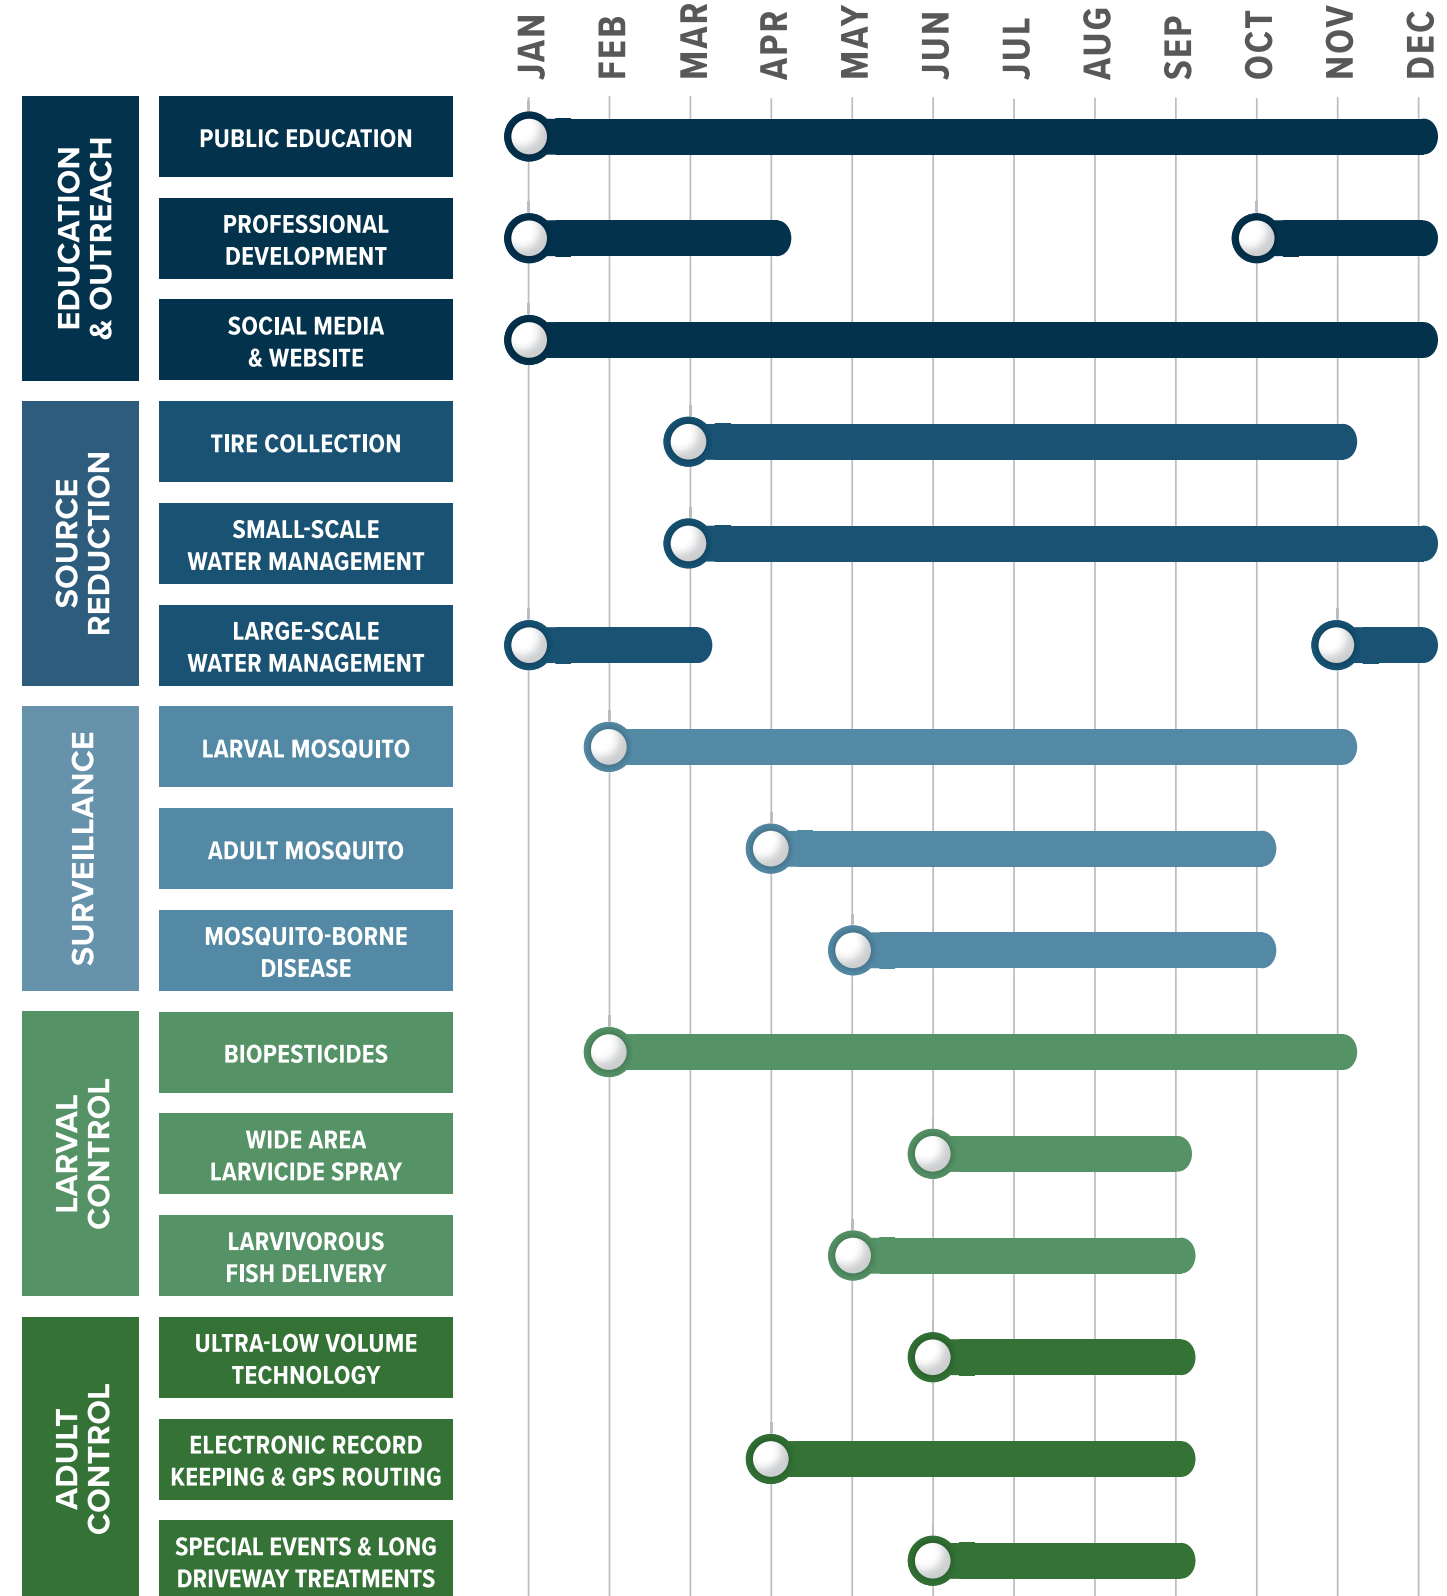 JAN
FEB
MAR
APR
MAY
JUN
JUL
AUG
SEP
OCT
NOV
DEC
EDUCATION
& OUTREACH
PUBLIC EDUCATION
PROFESSIONAL
DEVELOPMENT
SOCIAL MEDIA
& WEBSITE
SOURCE
REDUCTION
TIRE COLLECTION
SMALL-SCALE
WATER MANAGEMENT
LARGE-SCALE
WATER MANAGEMENT
SURVEILLANCE
LARVAL MOSQUITO
ADULT MOSQUITO
MOSQUITO-BORNE
DISEASE
LARVAL
CONTROL
BIOPESTICIDES
WIDE AREA
LARVICIDE SPRAY
LARVIVOROUS
FISH DELIVERY
ADULT
CONTROL
ULTRA-LOW VOLUME
TECHNOLOGY
ELECTRONIC RECORD
KEEPING & GPS ROUTING
SPECIAL EVENTS & LONG
DRIVEWAY TREATMENTS